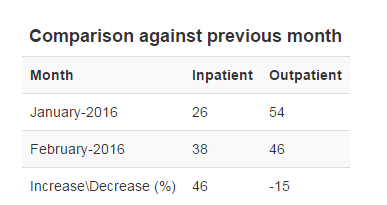 Comparison against previous month
Month Inpatient Outpatient
January-2016 26 54
February-2016 38 46
Increase\Decrease (%) 46 -15